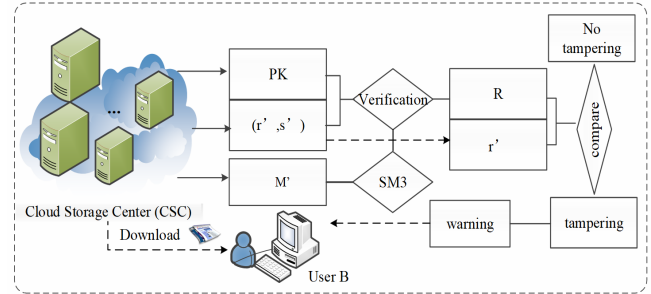 No
tampering
PK
Verification
R
...
(r’,s’)
r’
compare
M’
SM3
Cloud Storage Center (CSC)
Download
warning
tampering
User B